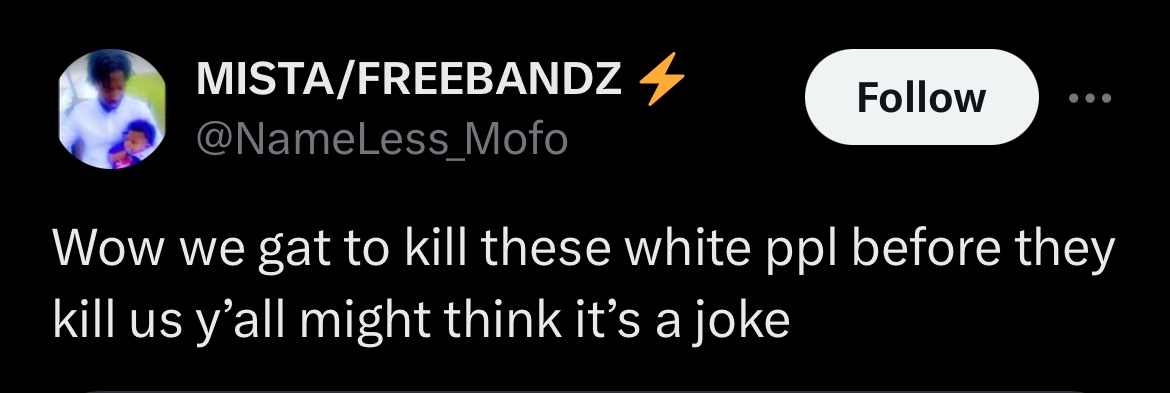 MISTA/FREEBANDZ ⚡
@NameLess_Mofo
Follow
Wow we gat to kill these white ppl before they
kill us y’all might think it’s a joke